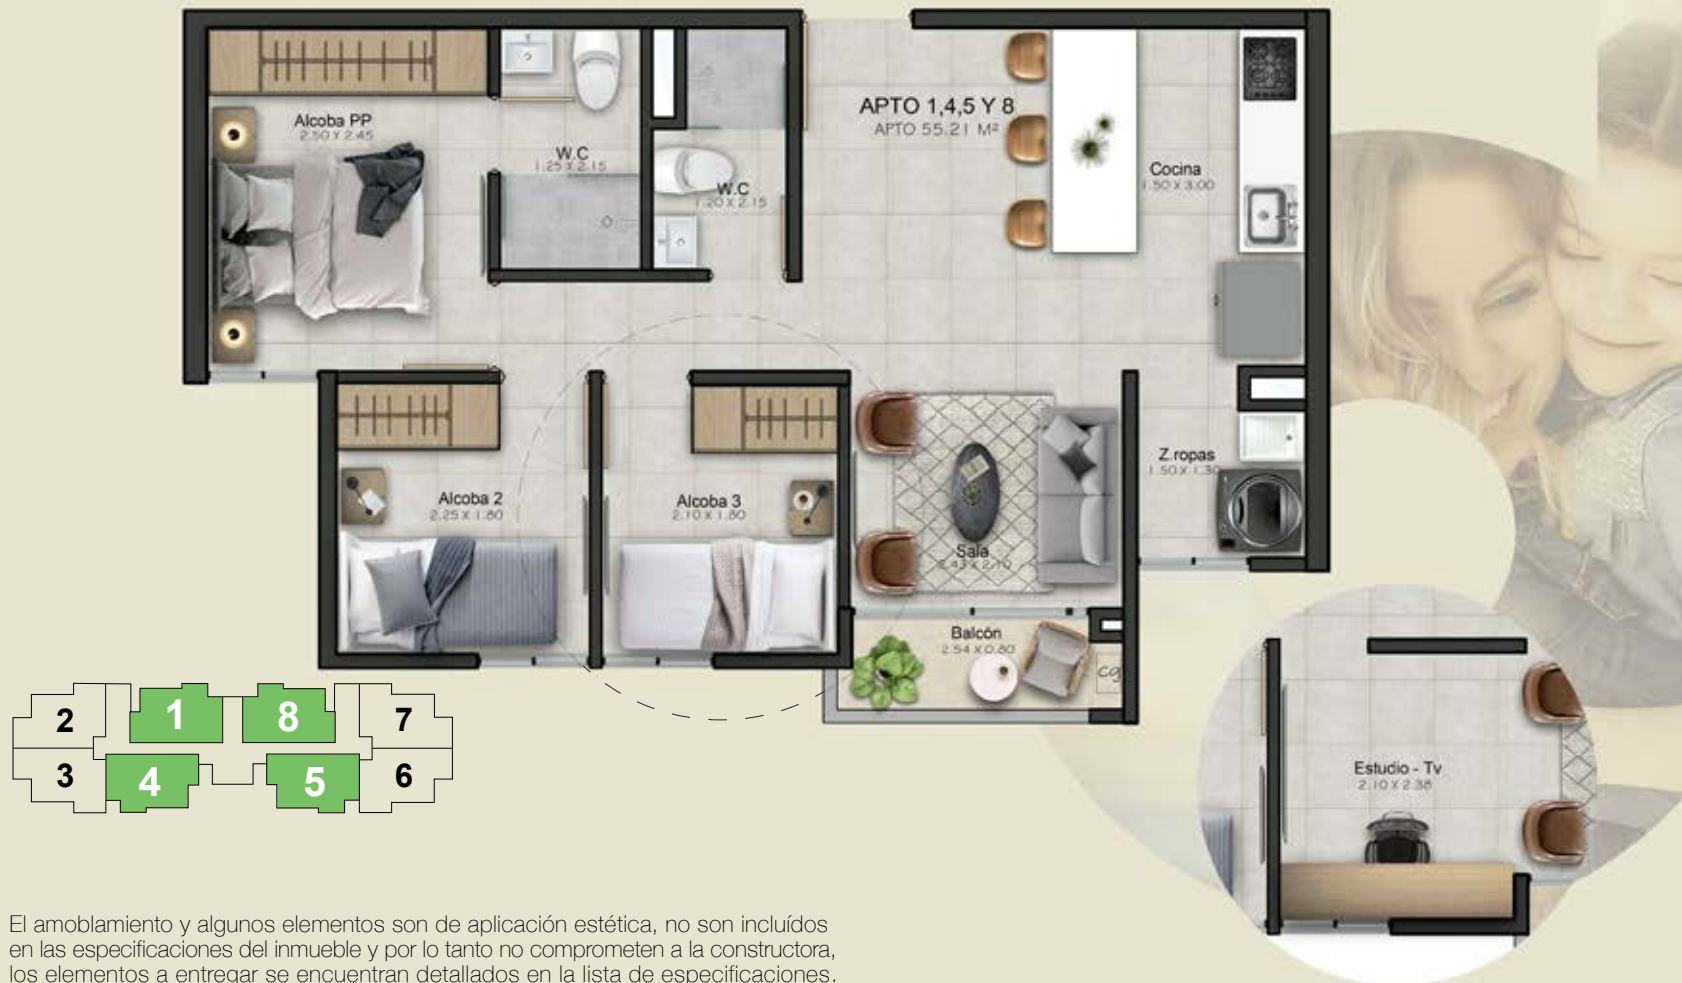 APTO 1,4,5 Y 8
APTO 55.21 M²
Alcoba PP
2.50 X 2.45
W.C
1.25 X 2.15
W.C
1.20 X 2.15
Cocina
1.50 X 3.00
Z.ropas
1.50 X 1.30
Alcoba 2
2.25 X 1.80
Alcoba 3
2.10 X 1.80
Sala
2.43 X 2.10
Balcón
2.54 X 0.80
cg
2
1
8
7
3
4
5
6
Estudio - Tv
2.10 X 2.38
El amoblamiento y algunos elementos son de aplicación estética, no son incluídos
en las especificaciones del inmueble y por lo tanto no comprometen a la constructora,
los elementos a entregar se encuentran detallados en la lista de especificaciones.